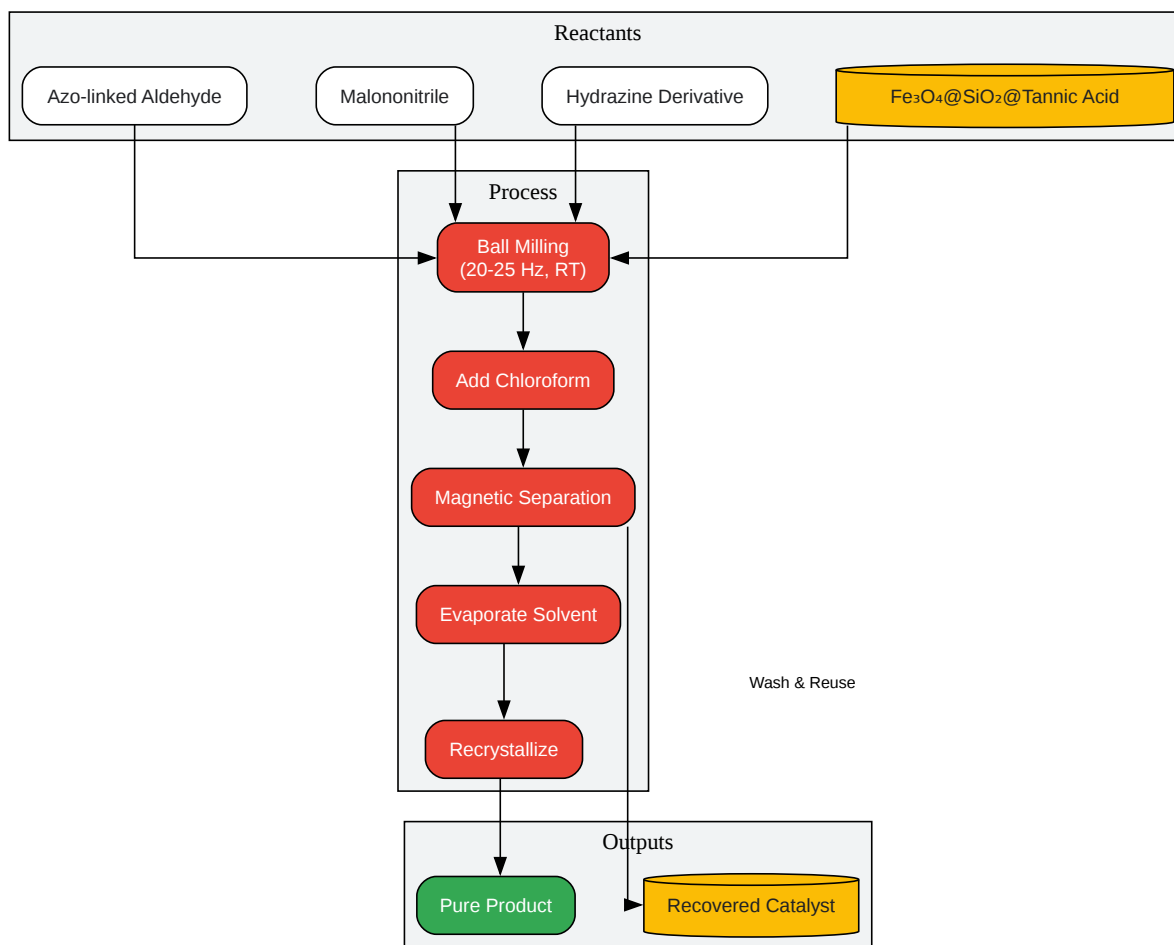 Reactants
Azo-linked Aldehyde
Malononitrile
Hydrazine Derivative
Fe₃O₄@SiO₂@Tannic Acid
Process
Ball Milling
(20-25 Hz, RT)
Add Chloroform
Magnetic Separation
Evaporate Solvent
Wash & Reuse
Recrystallize
Outputs
Pure Product
Recovered Catalyst